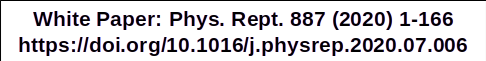 White Paper: Phys. Rept. 887 (2020) 1-166
https://doi.org/10.1016/j.physrep.2020.07.006